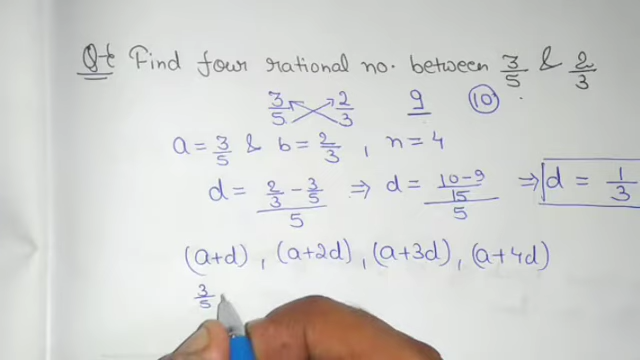 Q-6 Find four rational no. between 3/5 & 2/3
3/5 2/3 9 10
a = 3/5 & b = 2/3 , n = 4
d = (2/3 - 3/5)/5 ⇒ d = ((10-9)/15)/5 ⇒ d = 1/3
(a+d) , (a+2d) , (a+3d) , (a+4d)
3/5